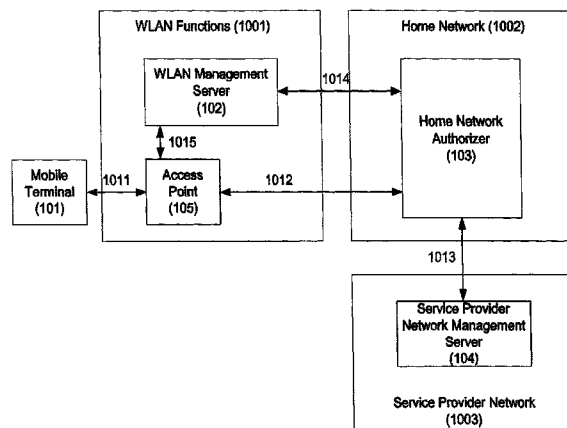 WLAN Functions (1001)
Home Network (1002)
WLAN Management
Server
(102)
1014
Home Network
Authorizer
(103)
1015
Mobile
Terminal
(101)
1011
Access
Point
(105)
1012
1013
Service Provider
Network Management
Server
(104)
Service Provider Network
(1003)